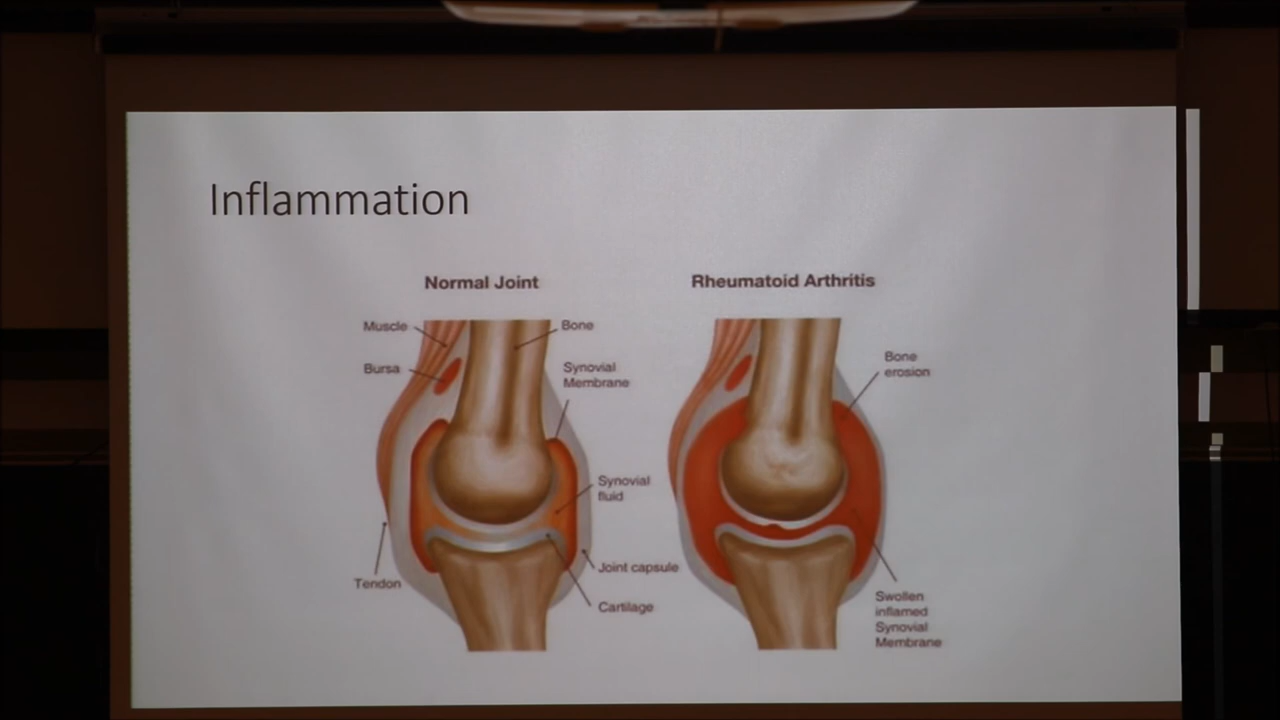 Inflammation
Normal Joint
Rheumatoid Arthritis
Muscle
Bone
Bursa
Synovial
Membrane
Synovial
fluid
Joint capsule
Cartilage
Tendon
Bone
erosion
Swollen
inflamed
Synovial
Membrane